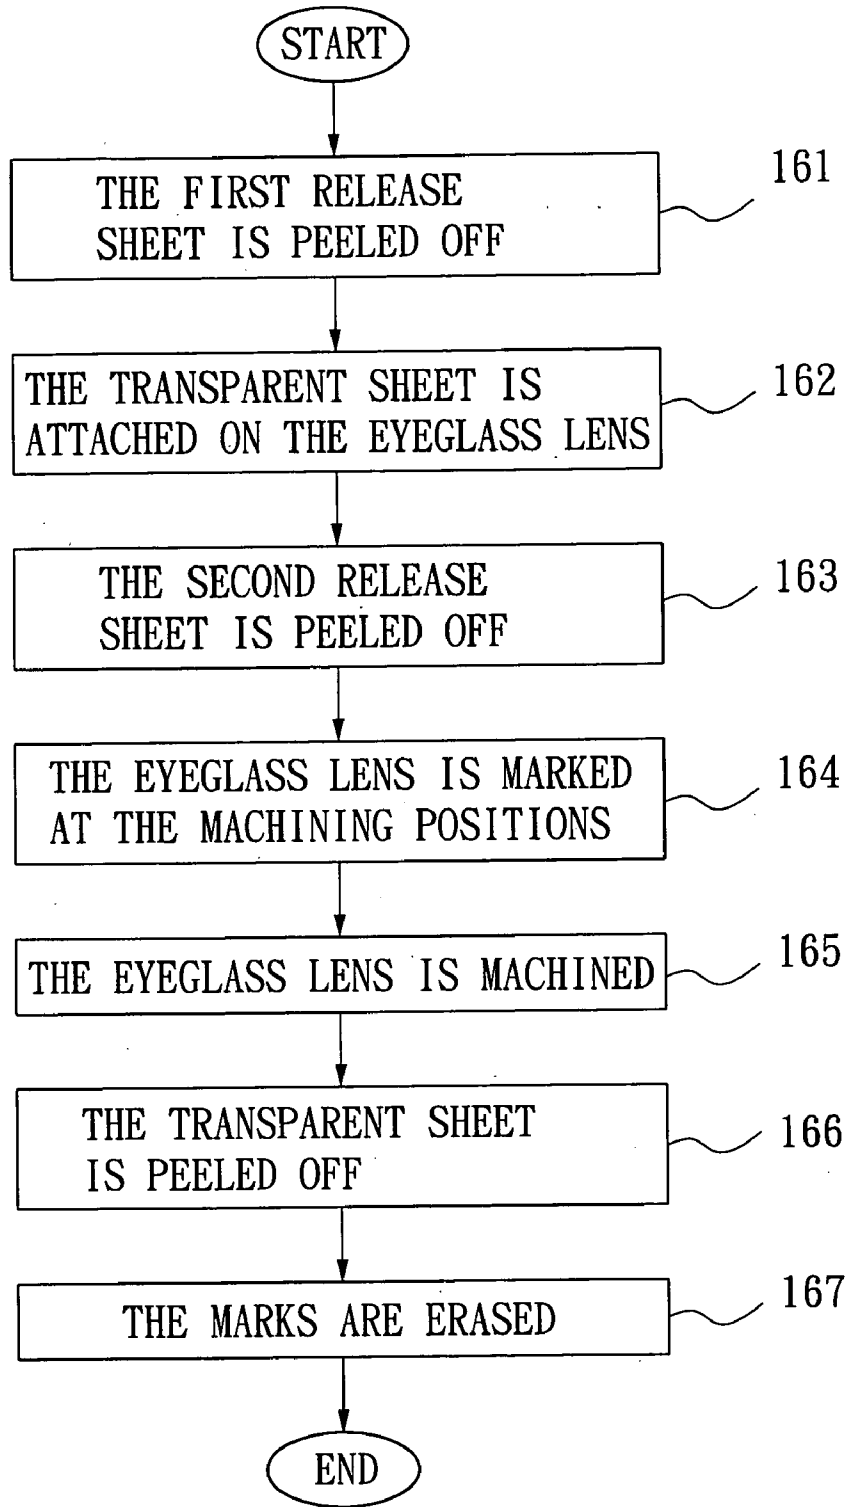 START
THE FIRST RELEASE
SHEET IS PEELED OFF
161
THE TRANSPARENT SHEET IS
ATTACHED ON THE EYEGLASS LENS
162
THE SECOND RELEASE
SHEET IS PEELED OFF
163
THE EYEGLASS LENS IS MARKED
AT THE MACHINING POSITIONS
164
THE EYEGLASS LENS IS MACHINED
165
THE TRANSPARENT SHEET
IS PEELED OFF
166
THE MARKS ARE ERASED
167
END